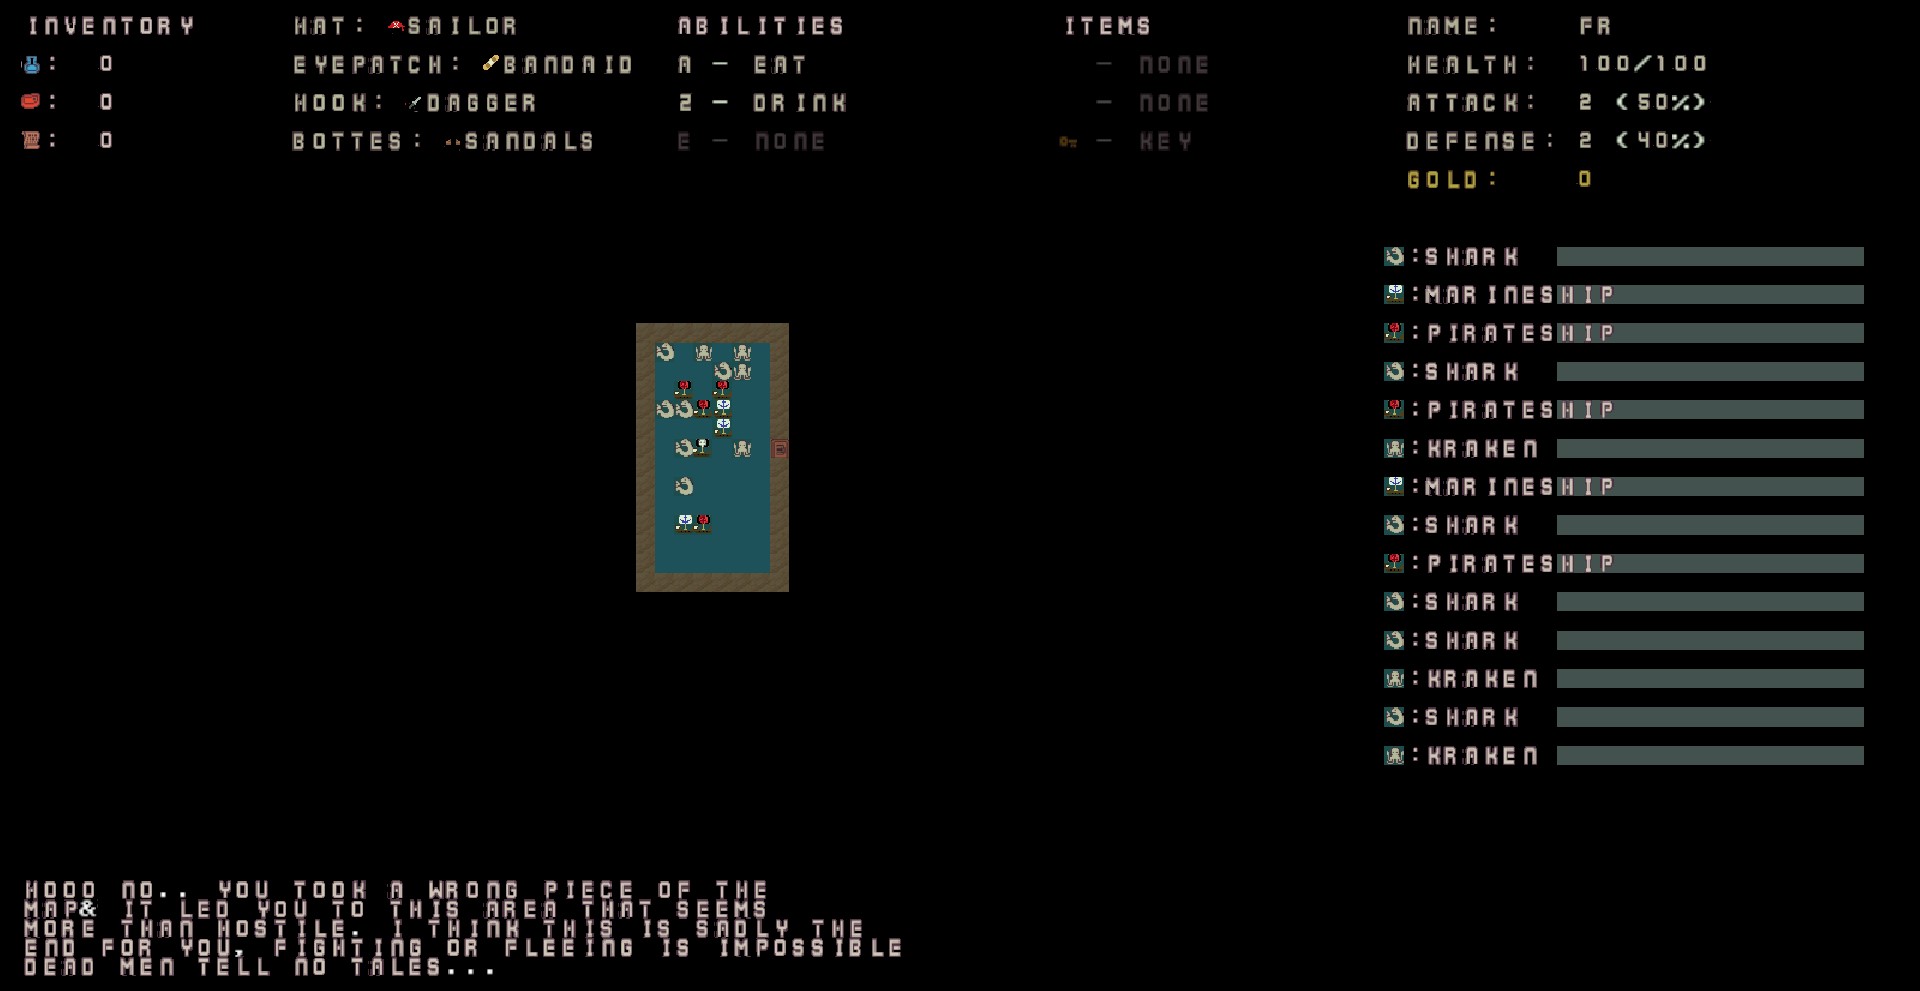 INVENTORY
: 0
: 0
: 0
HAT: SAILOR
EYEPATCH: BANDAID
HOOK: DAGGER
BOTTES: SANDALS
ABILITIES
A - EAT
2 - DRINK
E - NONE
ITEMS
- NONE
- NONE
- KEY
NAME: FR
HEALTH: 100/100
ATTACK: 2 (50%)
DEFENSE: 2 (40%)
GOLD: 0
:SHARK
:MARINESHIP
:PIRATESHIP
:SHARK
:PIRATESHIP
:KRAKEN
:MARINESHIP
:SHARK
:PIRATESHIP
:SHARK
:SHARK
:KRAKEN
:SHARK
:KRAKEN
HOOO NO.. YOU TOOK A WRONG PIECE OF THE
MAP& IT LED YOU TO THIS AREA THAT SEEMS
MORE THAN HOSTILE. I THINK THIS IS SADLY THE
END FOR YOU, FIGHTING OR FLEEING IS IMPOSSIBLE
DEAD MEN TELL NO TALES...